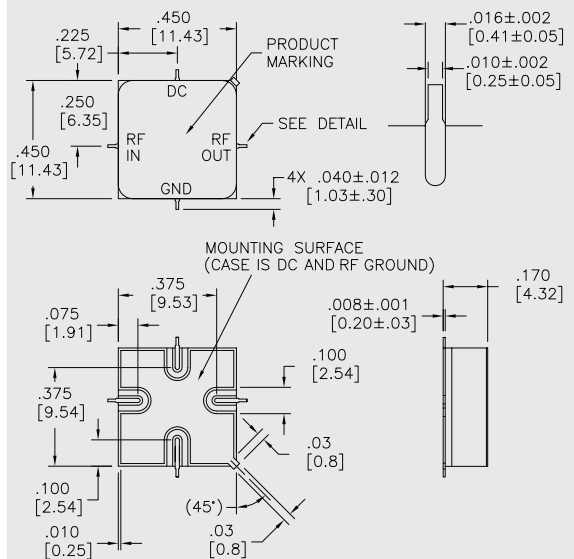 .450
[11.43]
.225
[5.72]
PRODUCT
MARKING
.016±.002
[0.41±0.05]
.010±.002
[0.25±0.05]
DC
.250
[6.35]
SEE DETAIL
.450
[11.43]
RF
IN
RF
OUT
GND
4X .040±.012
[1.03±.30]
MOUNTING SURFACE
(CASE IS DC AND RF GROUND)
.375
[9.53]
.170
[4.32]
.075
[1.91]
.008±.001
[0.20±.03]
.100
[2.54]
.375
[9.54]
.03
[0.8]
.100
[2.54]
(45°)
.010
[0.25]
.03
[0.8]